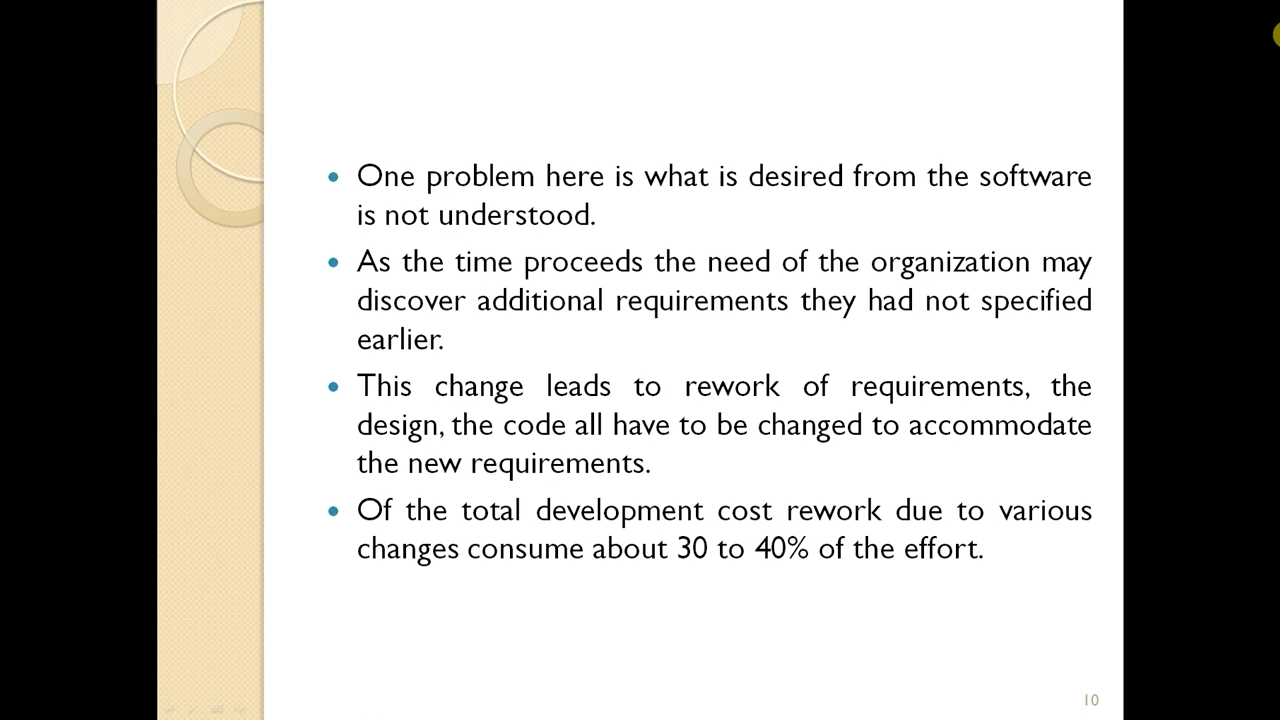 One problem here is what is desired from the software
is not understood.
As the time proceeds the need of the organization may
discover additional requirements they had not specified
earlier.
This change leads to rework of requirements, the
design, the code all have to be changed to accommodate
the new requirements.
Of the total development cost rework due to various
changes consume about 30 to 40% of the effort.
10